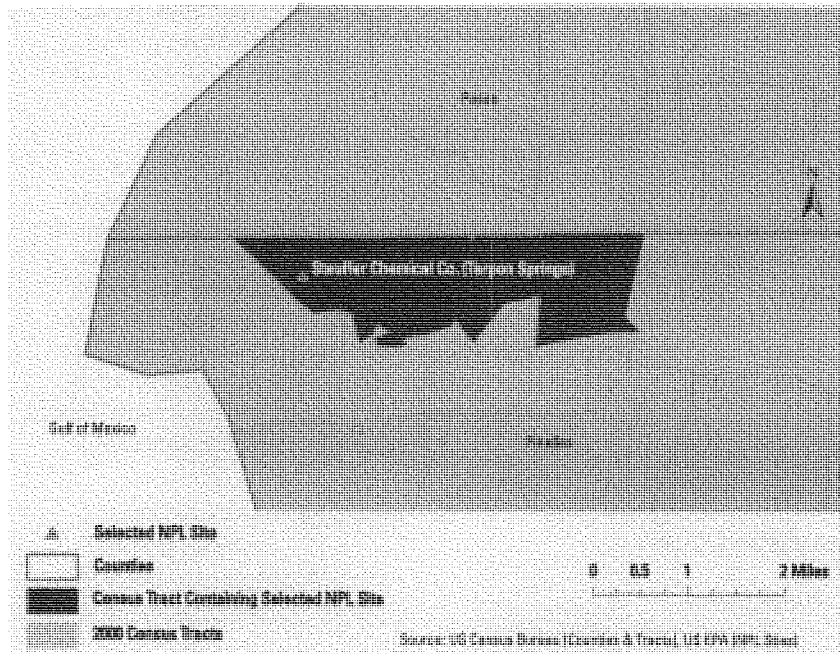 Pasco
N
Stauffer Chemical Co. (Tarpon Springs)
Gulf of Mexico
Pinellas
Selected NPL Site
Counties
Census Tract Containing Selected NPL Site
2000 Census Tracts
0 0.5 1 2 Miles
Source: US Census Bureau (Counties & Tracts), US EPA (NPL Sites)